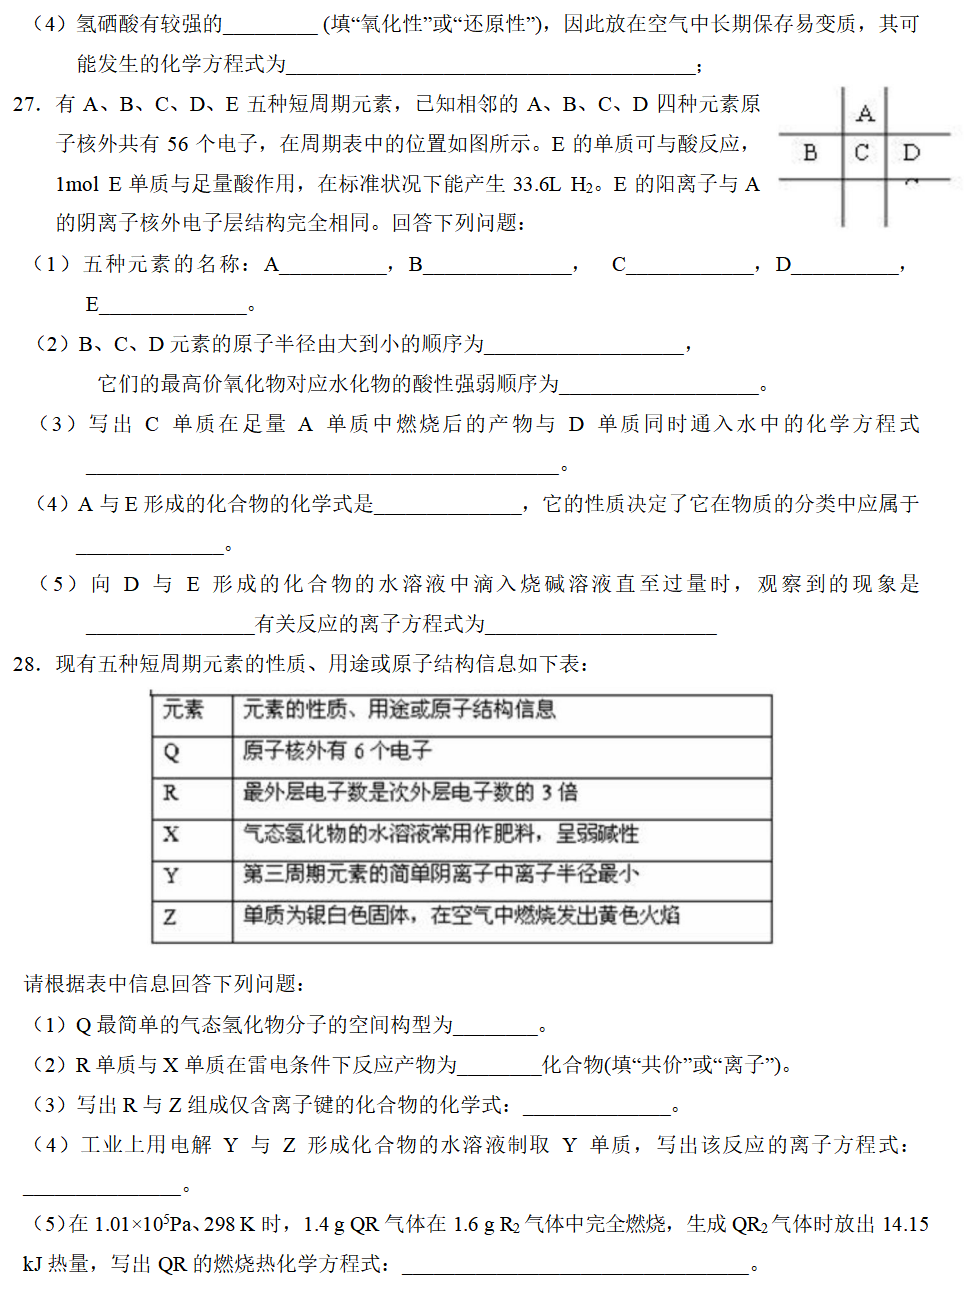 （4）氢硒酸有较强的_________ (填“氧化性”或“还原性”)，因此放在空气中长期保存易变质，其可
能发生的化学方程式为_______________________________________；
27．有 A、B、C、D、E 五种短周期元素，已知相邻的 A、B、C、D 四种元素原
子核外共有 56 个电子，在周期表中的位置如图所示。E 的单质可与酸反应，
1mol E 单质与足量酸作用，在标准状况下能产生 33.6L H₂。E 的阳离子与 A
的阴离子核外电子层结构完全相同。回答下列问题：
A
B C D
（1）五种元素的名称：A__________，B______________， C____________，D__________，
E______________。
（2）B、C、D 元素的原子半径由大到小的顺序为___________________，
它们的最高价氧化物对应水化物的酸性强弱顺序为___________________。
（3）写出 C 单质在足量 A 单质中燃烧后的产物与 D 单质同时通入水中的化学方程式
_____________________________________________。
（4）A 与 E 形成的化合物的化学式是______________，它的性质决定了它在物质的分类中应属于
______________。
（5）向 D 与 E 形成的化合物的水溶液中滴入烧碱溶液直至过量时，观察到的现象是
________________有关反应的离子方程式为______________________
28．现有五种短周期元素的性质、用途或原子结构信息如下表：
元素 元素的性质、用途或原子结构信息
Q 原子核外有 6 个电子
R 最外层电子数是次外层电子数的 3 倍
X 气态氢化物的水溶液常用作肥料，呈弱碱性
Y 第三周期元素的简单阴离子中离子半径最小
Z 单质为银白色固体，在空气中燃烧发出黄色火焰
请根据表中信息回答下列问题：
（1）Q 最简单的气态氢化物分子的空间构型为________。
（2）R 单质与 X 单质在雷电条件下反应产物为________化合物(填“共价”或“离子”)。
（3）写出 R 与 Z 组成仅含离子键的化合物的化学式：______________。
（4）工业上用电解 Y 与 Z 形成化合物的水溶液制取 Y 单质，写出该反应的离子方程式：
_______________。
（5）在 1.01×10⁵Pa、298 K 时，1.4 g QR 气体在 1.6 g R₂ 气体中完全燃烧，生成 QR₂ 气体时放出 14.15
kJ 热量，写出 QR 的燃烧热化学方程式：_________________________________。